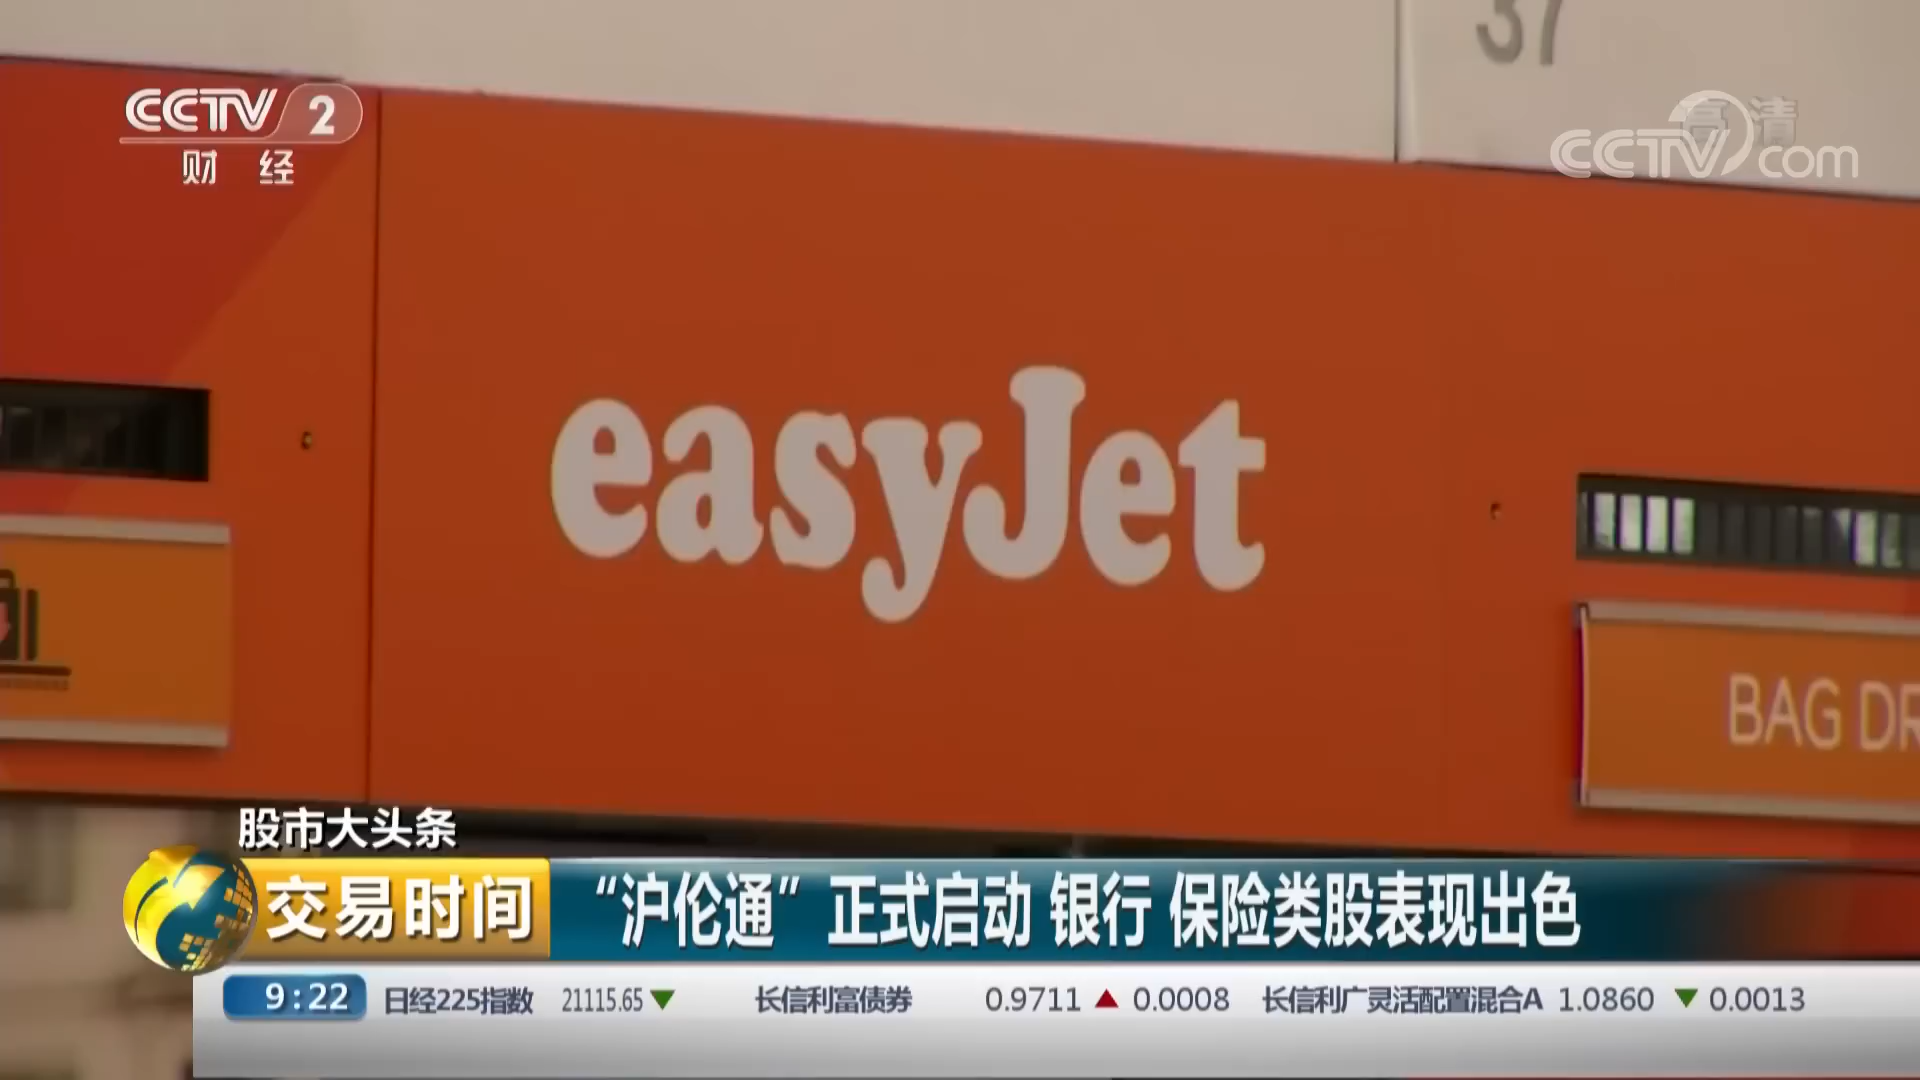 37
CCTV 2
财 经
高清
CCTV.com
easyJet
BAG DR
股市大头条
交易时间
“沪伦通”正式启动 银行 保险类股表现出色
9:22 日经225指数 21115.65 ▼ 长信利富债券 0.9711 ▲ 0.0008 长信利广灵活配置混合A 1.0860 ▼ 0.0013